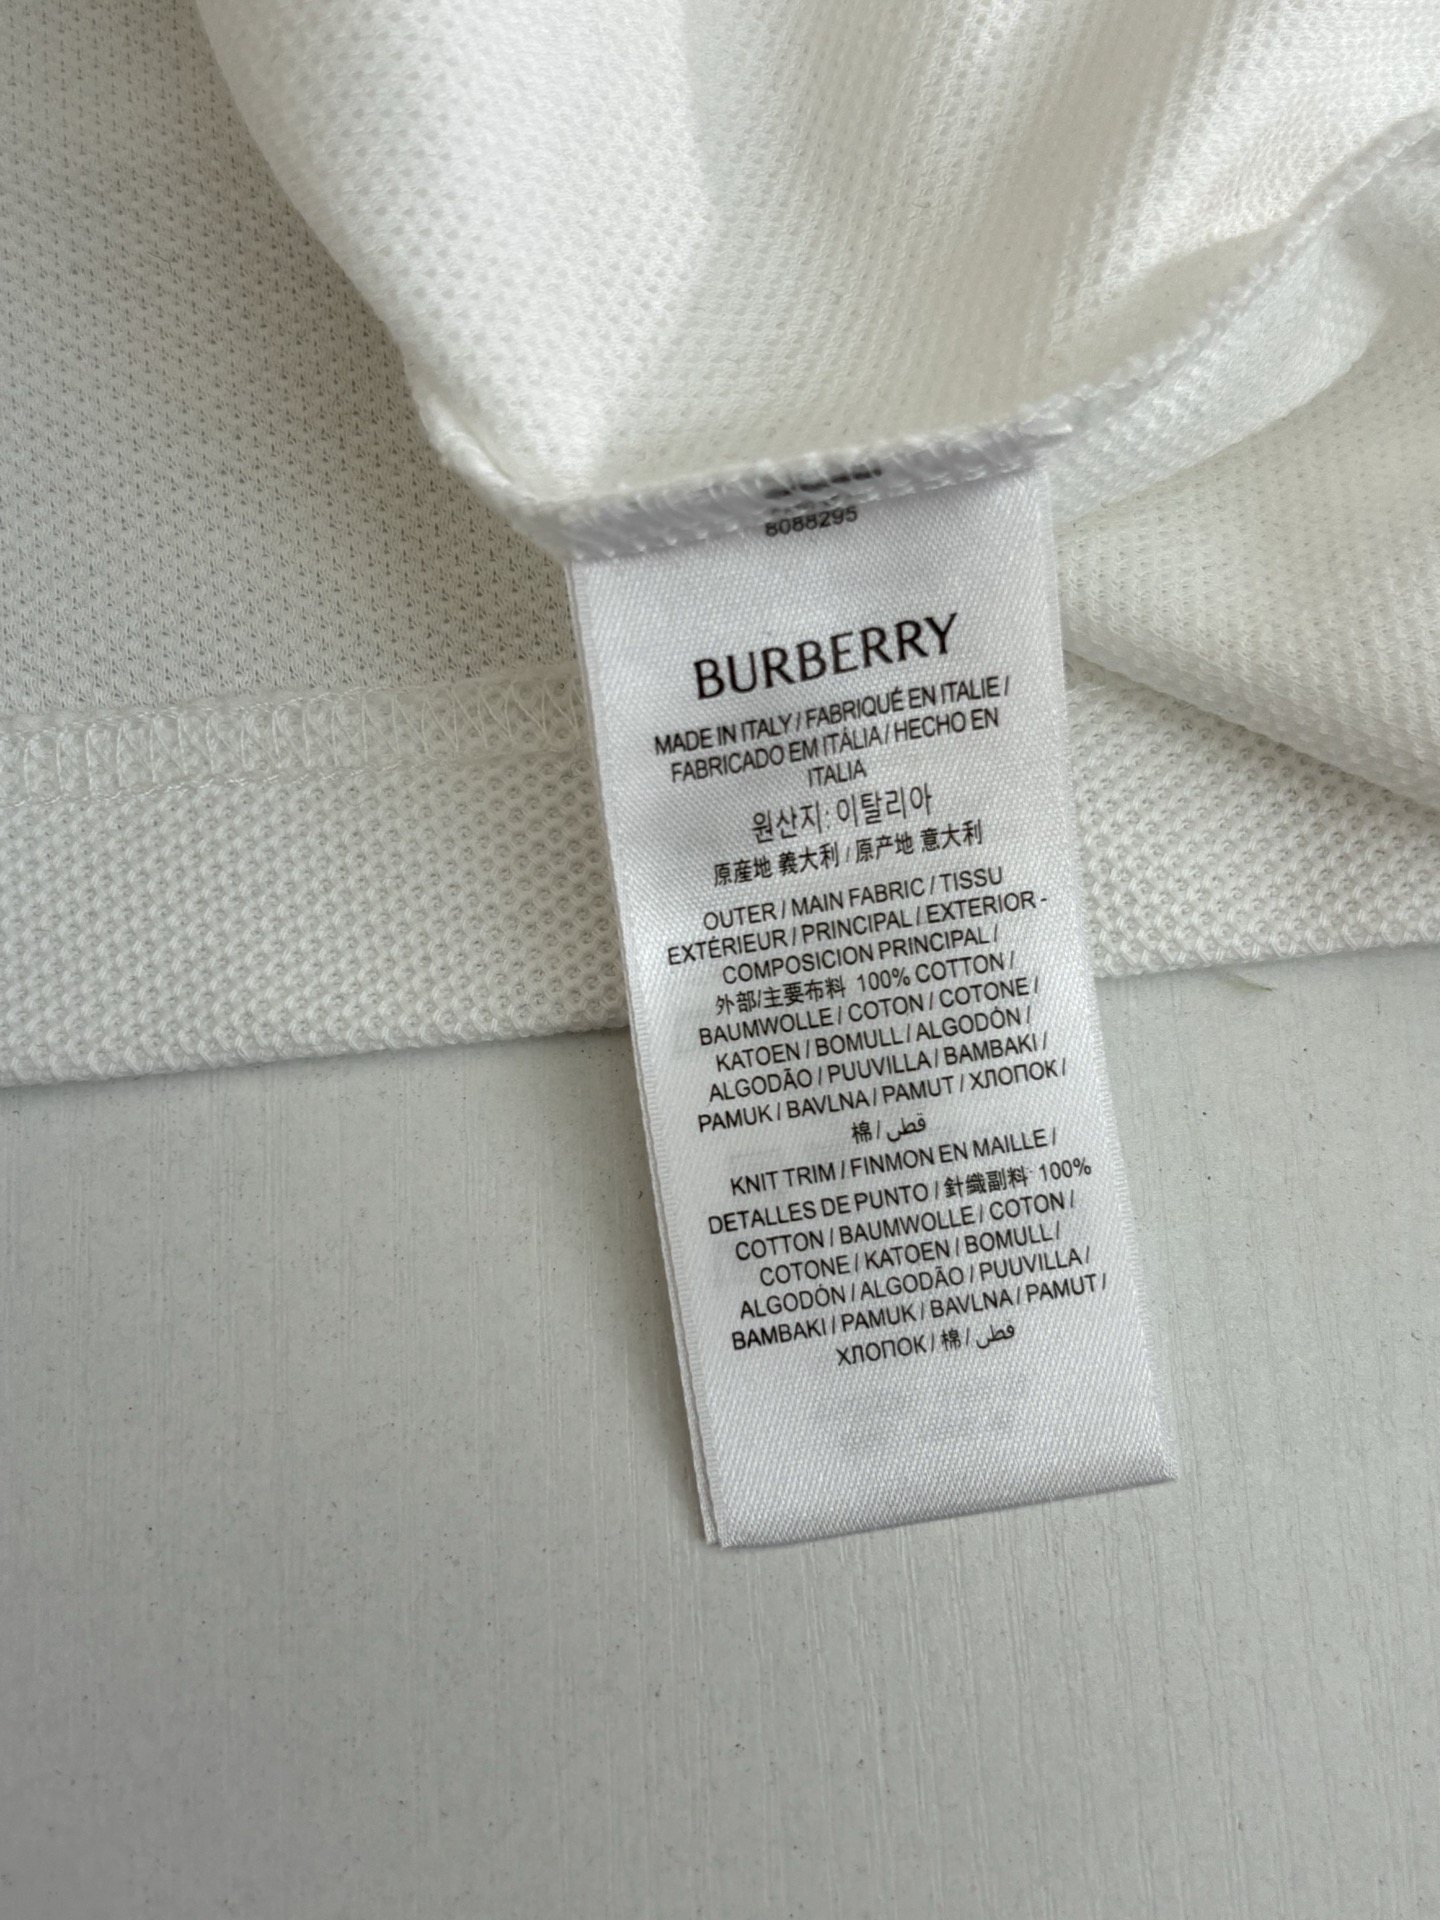 8088295
BURBERRY
MADE IN ITALY / FABRIQUÉ EN ITALIE /
FABRICADO EM ITÁLIA / HECHO EN
ITALIA
원산지: 이탈리아
原産地 義大利 / 原产地 意大利
OUTER / MAIN FABRIC / TISSU
EXTÉRIEUR / PRINCIPAL / EXTERIOR -
COMPOSICION PRINCIPAL /
外部/主要布料 100% COTTON /
BAUMWOLLE / COTON / COTONE /
KATOEN / BOMULL / ALGODÓN /
ALGODÃO / PUUVILLA / BAMBAKI /
PAMUK / BAVLNA / PAMUT / ХЛОПОК /
棉 / قطن
KNIT TRIM / FINMON EN MAILLE /
DETALLES DE PUNTO / 針織副料 100%
COTTON / BAUMWOLLE / COTON /
COTONE / KATOEN / BOMULL /
ALGODÓN / ALGODÃO / PUUVILLA /
BAMBAKI / PAMUK / BAVLNA / PAMUT /
ХЛОПОК / 棉 / قطن